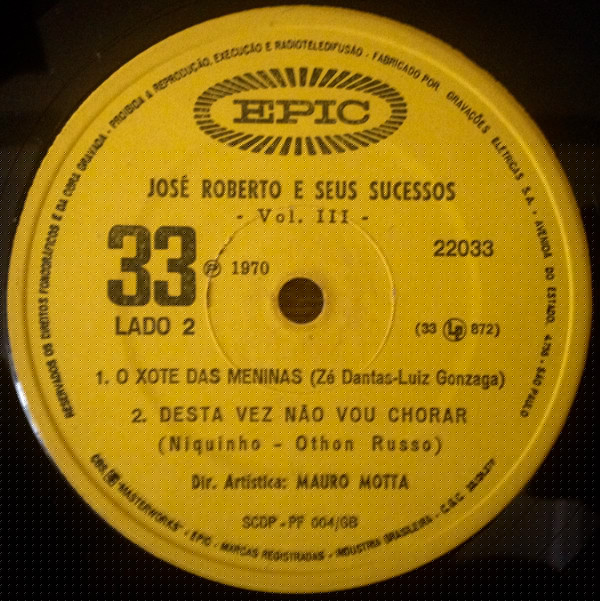 RESERVADOS OS DIREITOS FONOGRÁFICOS E DA OBRA GRAVADA - PROIBIDA A REPRODUÇÃO, EXECUÇÃO E RADIOTELEDIFUSÃO - FABRICADO POR GRAVAÇÕES ELÉTRICAS S.A. - AVENIDA DO ESTADO, 4.755 - SÃO PAULO
EPIC
JOSÉ ROBERTO E SEUS SUCESSOS
- Vol. III -
33 ℗ 1970
22033
LADO 2
(33 LP 872)
1. O XOTE DAS MENINAS (Zé Dantas-Luiz Gonzaga)
2. DESTA VEZ NÃO VOU CHORAR
(Niquinho - Othon Russo)
Dir. Artística: MAURO MOTTA
SCDP - PF 004/GB
CBS, "MASTERWORKS" - EPIC - MARCAS REGISTRADAS - INDÚSTRIA BRASILEIRA - C.G.C.